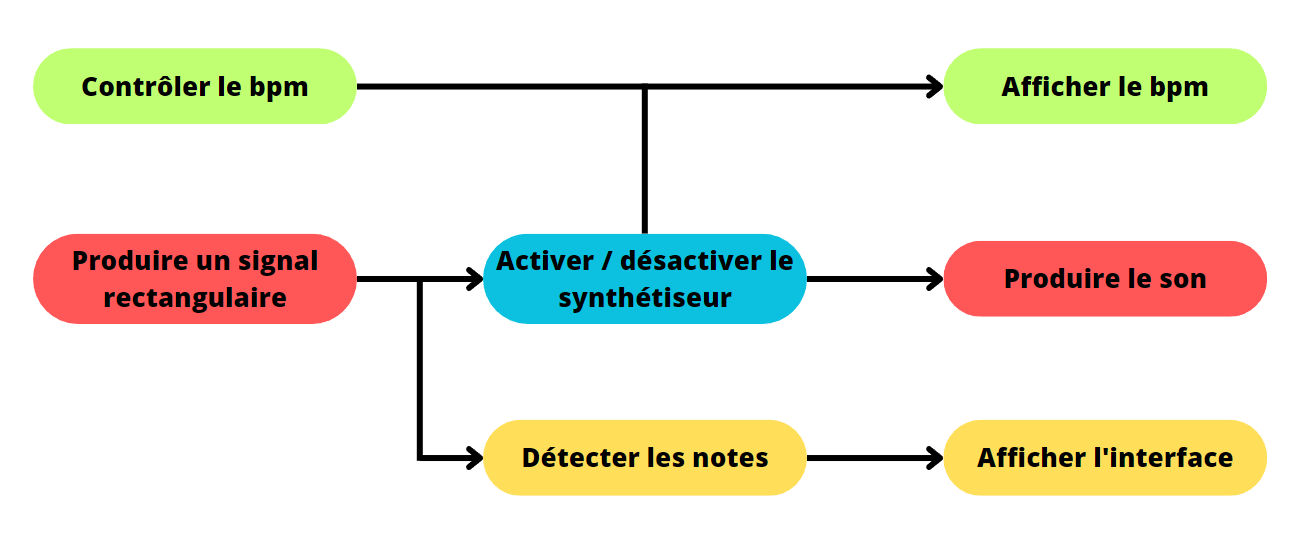 Contrôler le bpm
Afficher le bpm
Produire un signal
rectangulaire
Activer / désactiver le
synthétiseur
Produire le son
Détecter les notes
Afficher l'interface